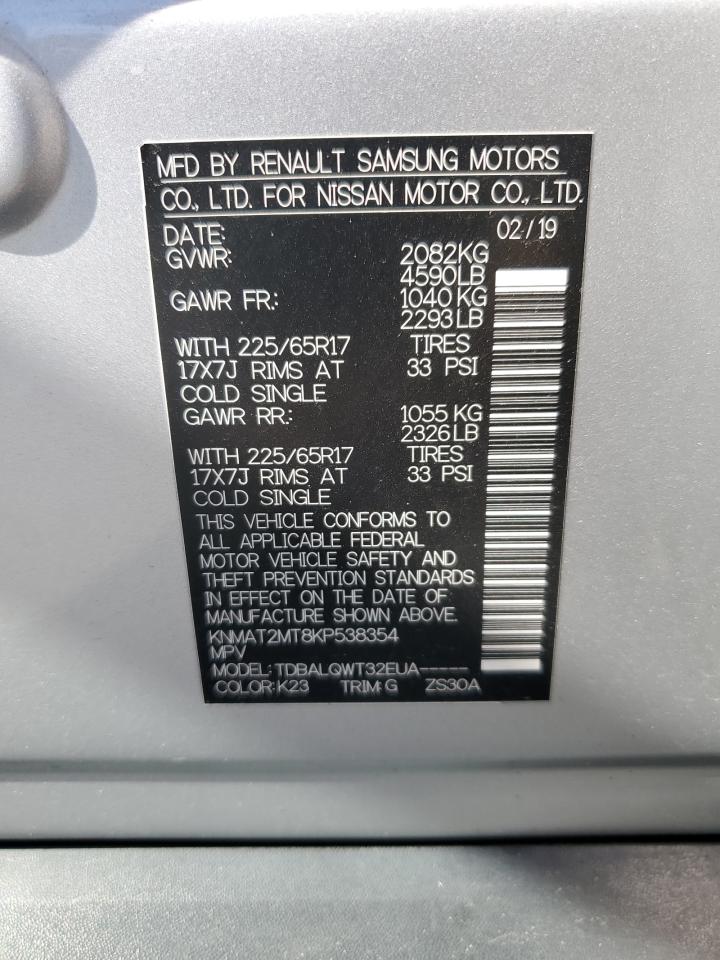 MFD BY RENAULT SAMSUNG MOTORS
CO., LTD. FOR NISSAN MOTOR CO., LTD.
DATE: 02/19
GVWR: 2082KG
4590LB
GAWR FR.: 1040 KG
2293 LB
WITH 225/65R17 TIRES
17X7J RIMS AT 33 PSI
COLD SINGLE
GAWR RR.: 1055 KG
2326 LB
WITH 225/65R17 TIRES
17X7J RIMS AT 33 PSI
COLD SINGLE
THIS VEHICLE CONFORMS TO
ALL APPLICABLE FEDERAL
MOTOR VEHICLE SAFETY AND
THEFT PREVENTION STANDARDS
IN EFFECT ON THE DATE OF
MANUFACTURE SHOWN ABOVE.
KNMAT2MT8KP538354
MPV
MODEL: TDBALQWT32EUA-----
COLOR: K23 TRIM: G ZS30A